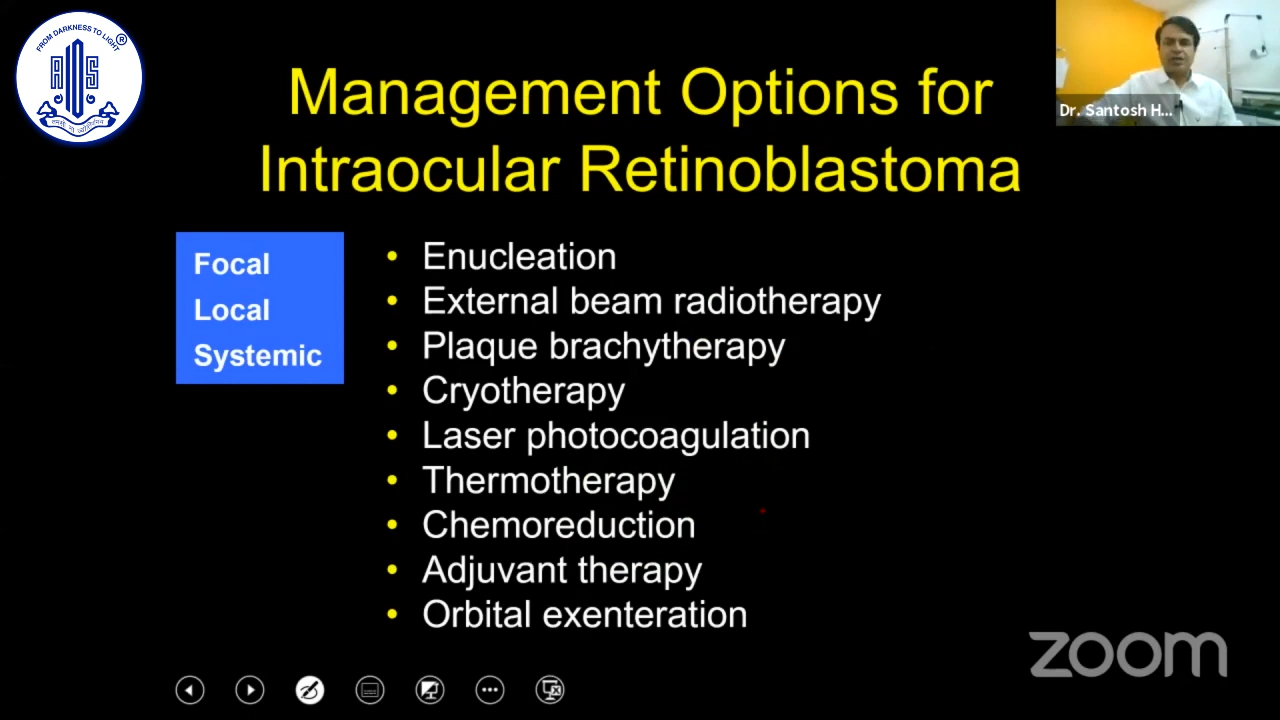 FROM DARKNESS TO LIGHT ®
AIOS
Management Options for
Intraocular Retinoblastoma
Dr. Santosh H...
Focal
Local
Systemic
• Enucleation
• External beam radiotherapy
• Plaque brachytherapy
• Cryotherapy
• Laser photocoagulation
• Thermotherapy
• Chemoreduction
• Adjuvant therapy
• Orbital exenteration
zoom